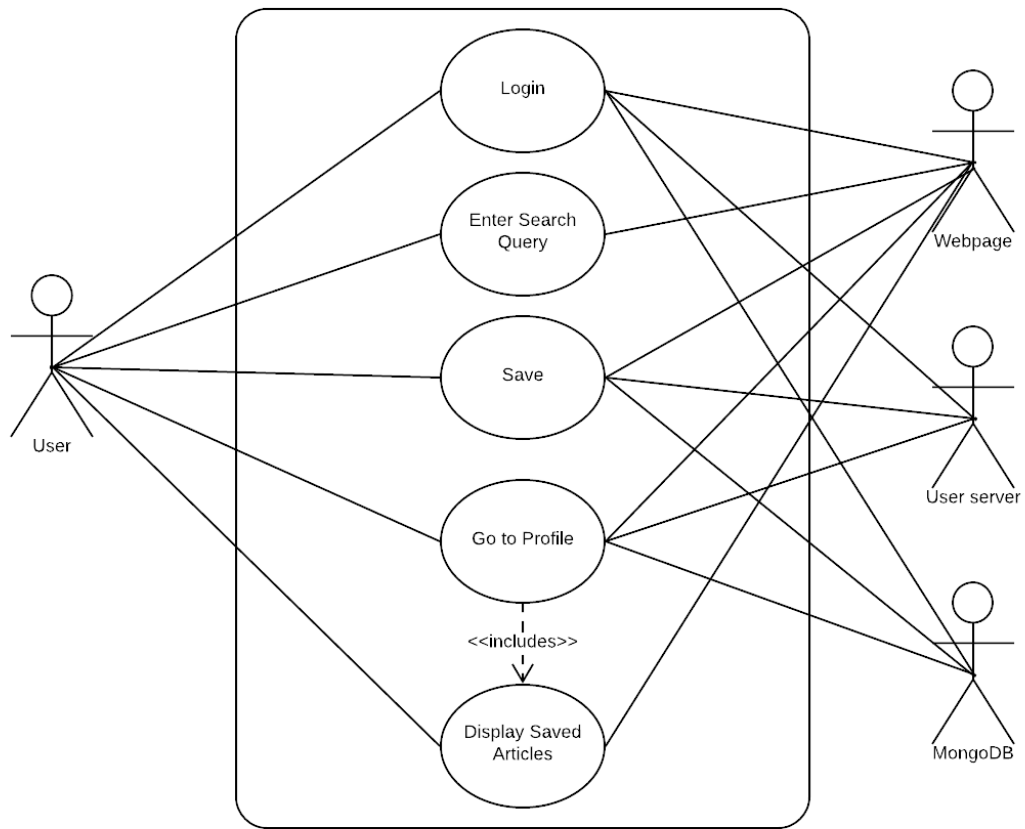 Login
Enter Search
Query
Webpage
Save
User
User server
Go to Profile
<<includes>>
Display Saved
Articles
MongoDB